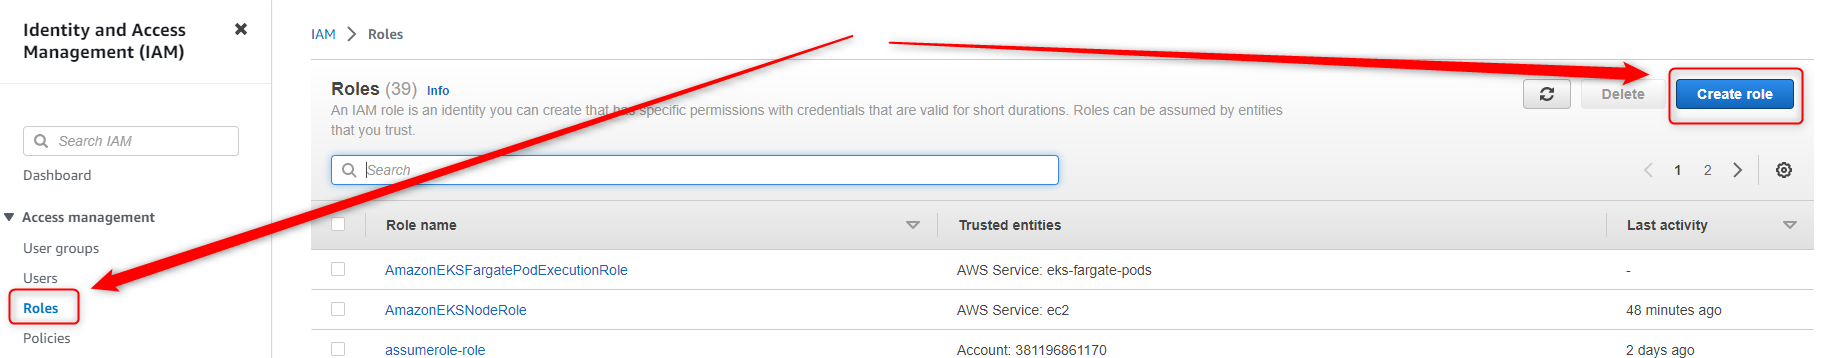 Identity and Access
Management (IAM)
Search IAM
Dashboard
Access management
User groups
Users
Roles
Policies
IAM > Roles
Roles (39) Info
An IAM role is an identity you can create that has specific permissions with credentials that are valid for short durations. Roles can be assumed by entities
that you trust.
Delete
Create role
Search
1 2
Role name Trusted entities Last activity
AmazonEKSFargatePodExecutionRole AWS Service: eks-fargate-pods -
AmazonEKSNodeRole AWS Service: ec2 48 minutes ago
assumerole-role Account: 381196861170 2 days ago